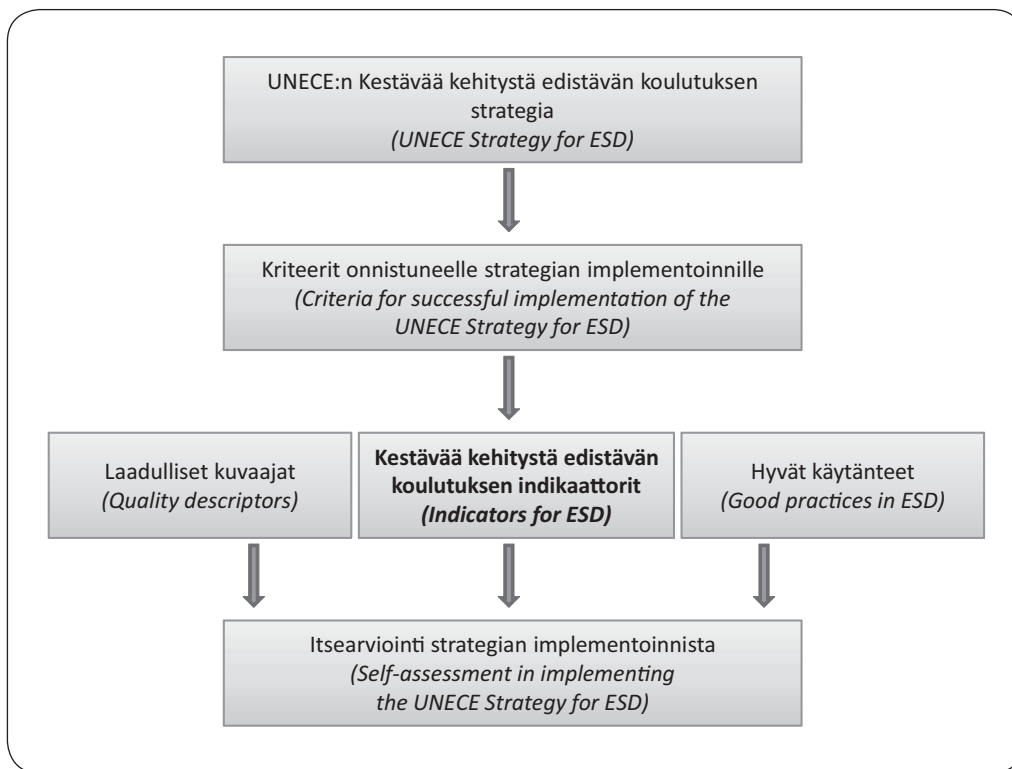 UNECE:n Kestävää kehitystä edistävän koulutuksen
strategia
(UNECE Strategy for ESD)
Kriteerit onnistuneelle strategian implementoinnille
(Criteria for successful implementation of the
UNECE Strategy for ESD)
Laadulliset kuvaajat
(Quality descriptors)
Kestävää kehitystä edistävän
koulutuksen indikaattorit
(Indicators for ESD)
Hyvät käytänteet
(Good practices in ESD)
Itsearviointi strategian implementoinnista
(Self-assessment in implementing
the UNECE Strategy for ESD)